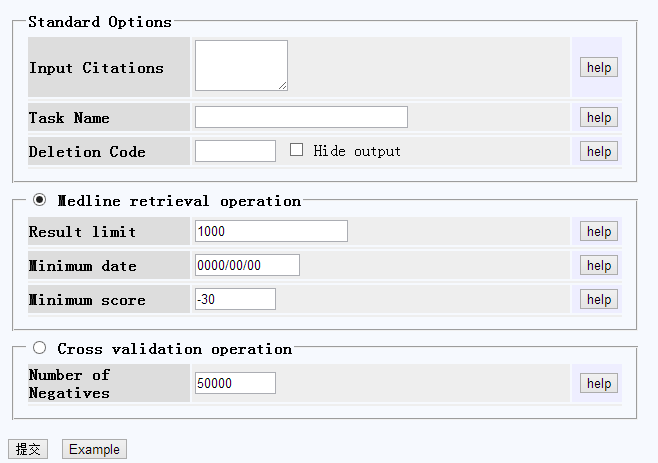 Standard Options
Input Citations help
Task Name help
Deletion Code Hide output help
Medline retrieval operation
Result limit 1000 help
Minimum date 0000/00/00 help
Minimum score -30 help
Cross validation operation
Number of
Negatives 50000 help
提交 Example